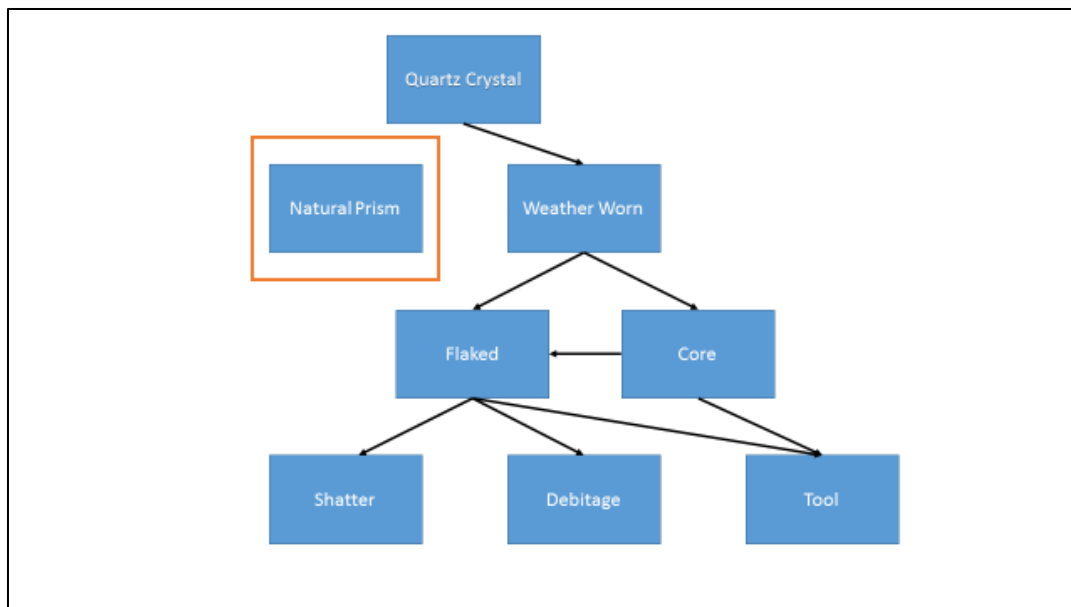 Quartz Crystal
Natural Prism
Weather Worn
Flaked
Core
Shatter
Debitage
Tool